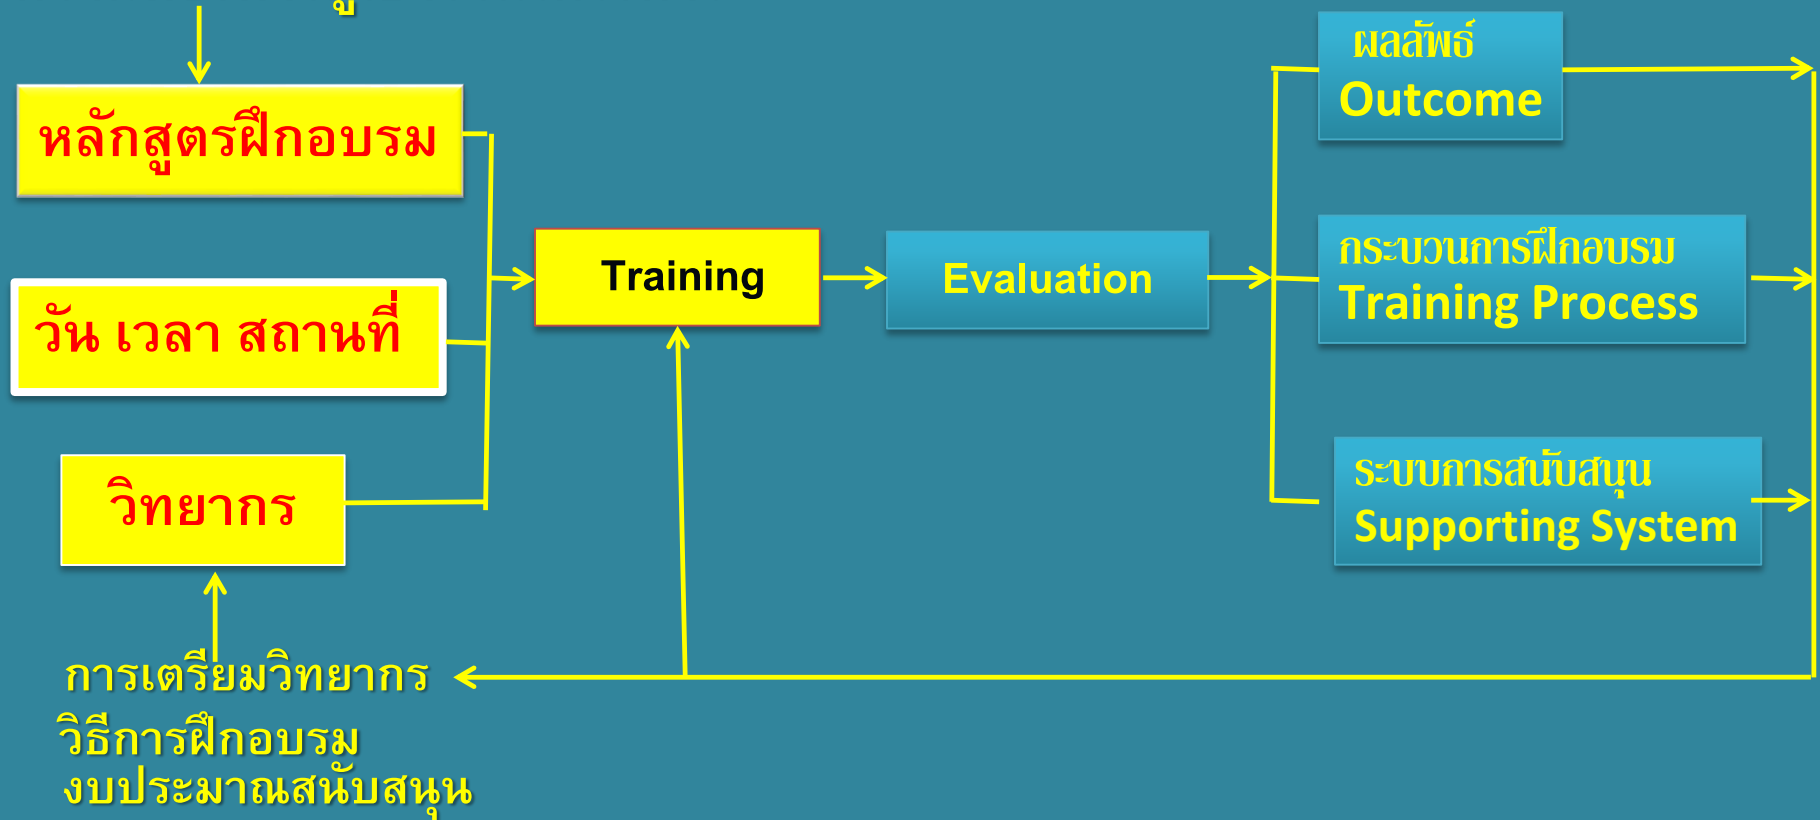 หลักสูตรฝึกอบรม
วัน เวลา สถานที่
วิทยากร
การเตรียมวิทยากร
วิธีการฝึกอบรม
งบประมาณสนับสนุน
Training
Evaluation
ผลลัพธ์
Outcome
กระบวนการฝึกอบรม
Training Process
ระบบการสนับสนุน
Supporting System